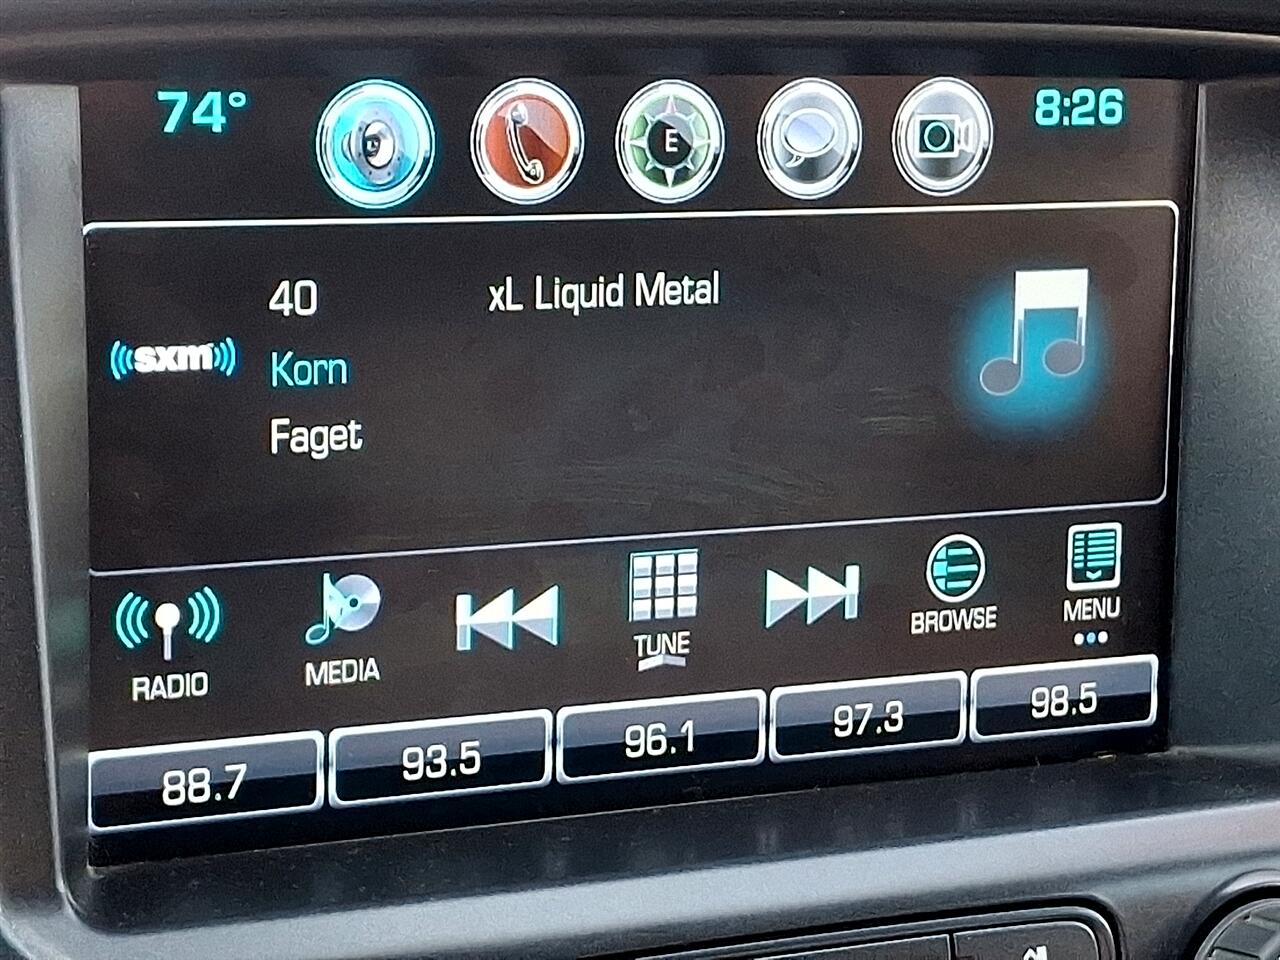 74° E 8:26
40 xL Liquid Metal
sxm
Korn
Faget
RADIO MEDIA TUNE BROWSE MENU
88.7 93.5 96.1 97.3 98.5